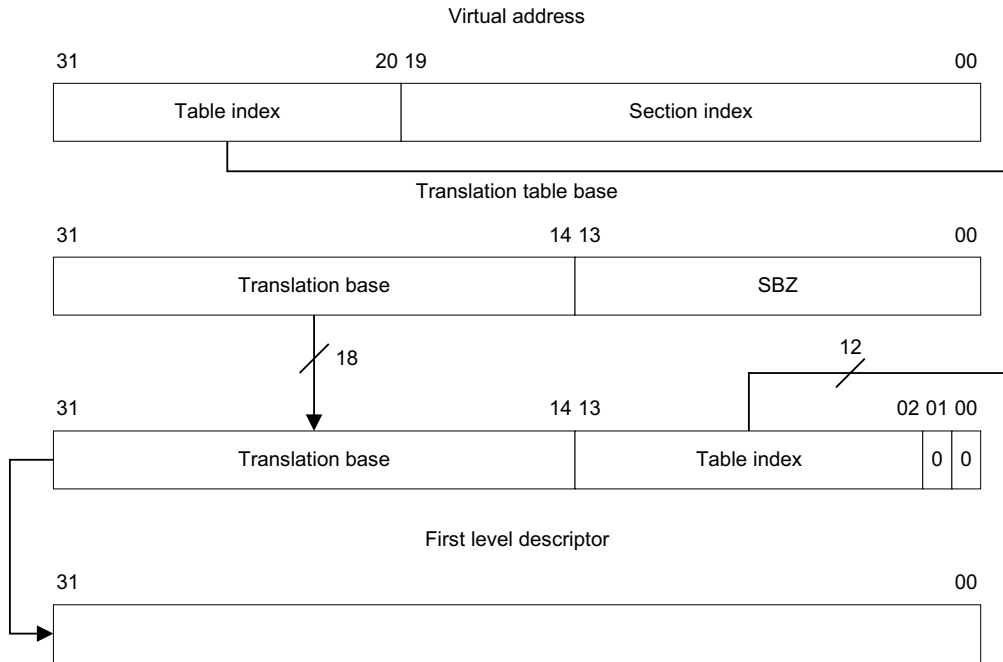 Virtual address
31 20 19 00
Table index Section index
Translation table base
31 14 13 00
Translation base SBZ
18 12
31 14 13 02 01 00
Translation base Table index 0 0
First level descriptor
31 00